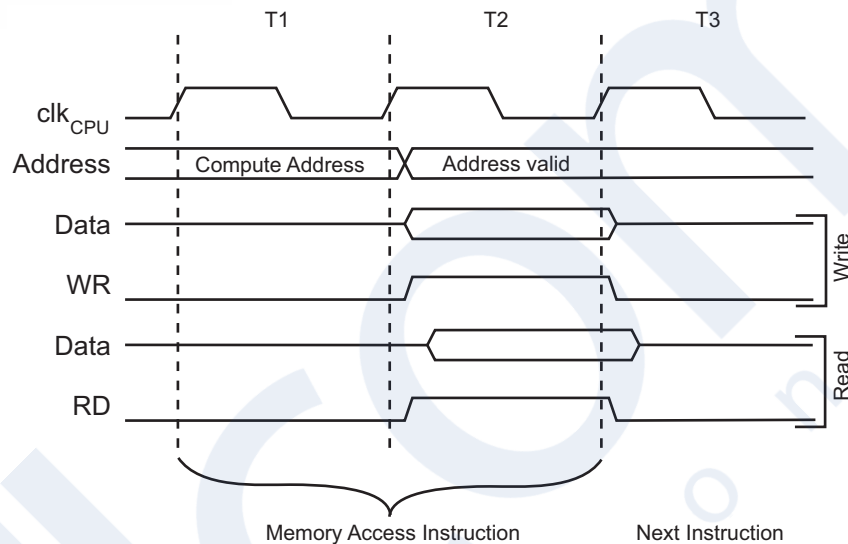 T1 T2 T3
clkCPU
Address Compute Address Address valid
Data
WR
Write
Data
RD
Read
Memory Access Instruction Next Instruction